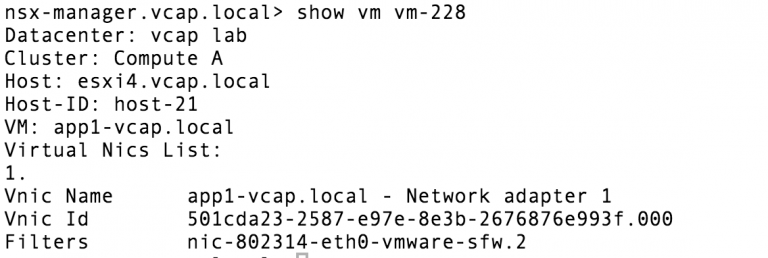 nsx-manager.vcap.local> show vm vm-228
Datacenter: vcap lab
Cluster: Compute A
Host: esxi4.vcap.local
Host-ID: host-21
VM: app1-vcap.local
Virtual Nics List:
1.
Vnic Name      app1-vcap.local - Network adapter 1
Vnic Id        501cda23-2587-e97e-8e3b-2676876e993f.000
Filters        nic-802314-eth0-vmware-sfw.2